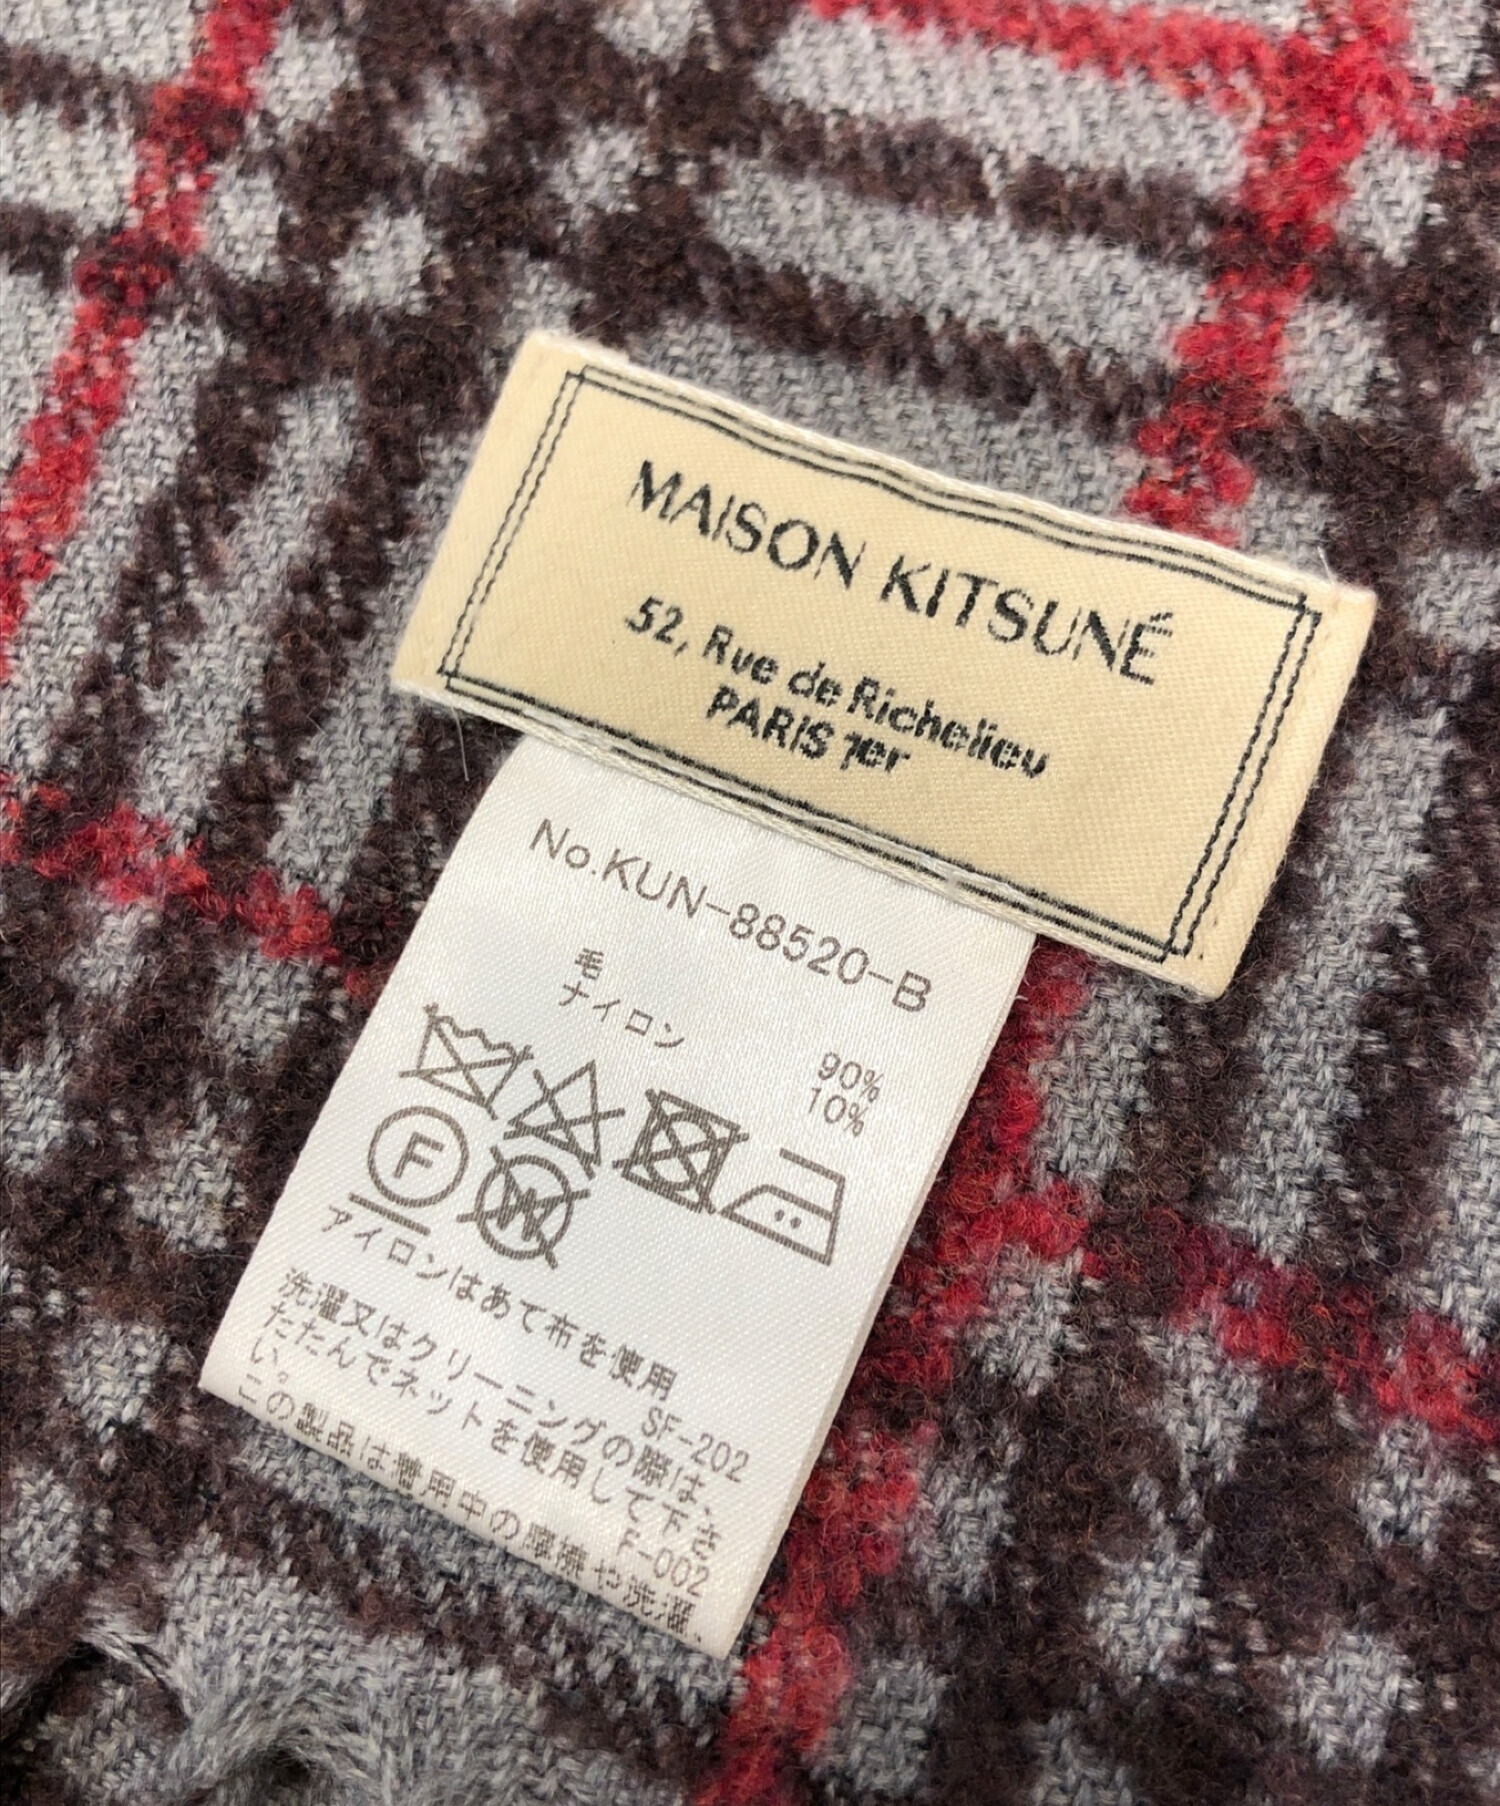 MAISON KITSUNÉ
52, Rue de Richelieu
PARIS 1er
No.KUN-88520-B
毛 90%
ナイロン 10%
F
W
アイロンはあて布を使用
SF-202
洗濯又はクリーニングの際は、
たたんでネットを使用して下さ
い。
F-002
この製品は着用中の摩擦や洗濯、